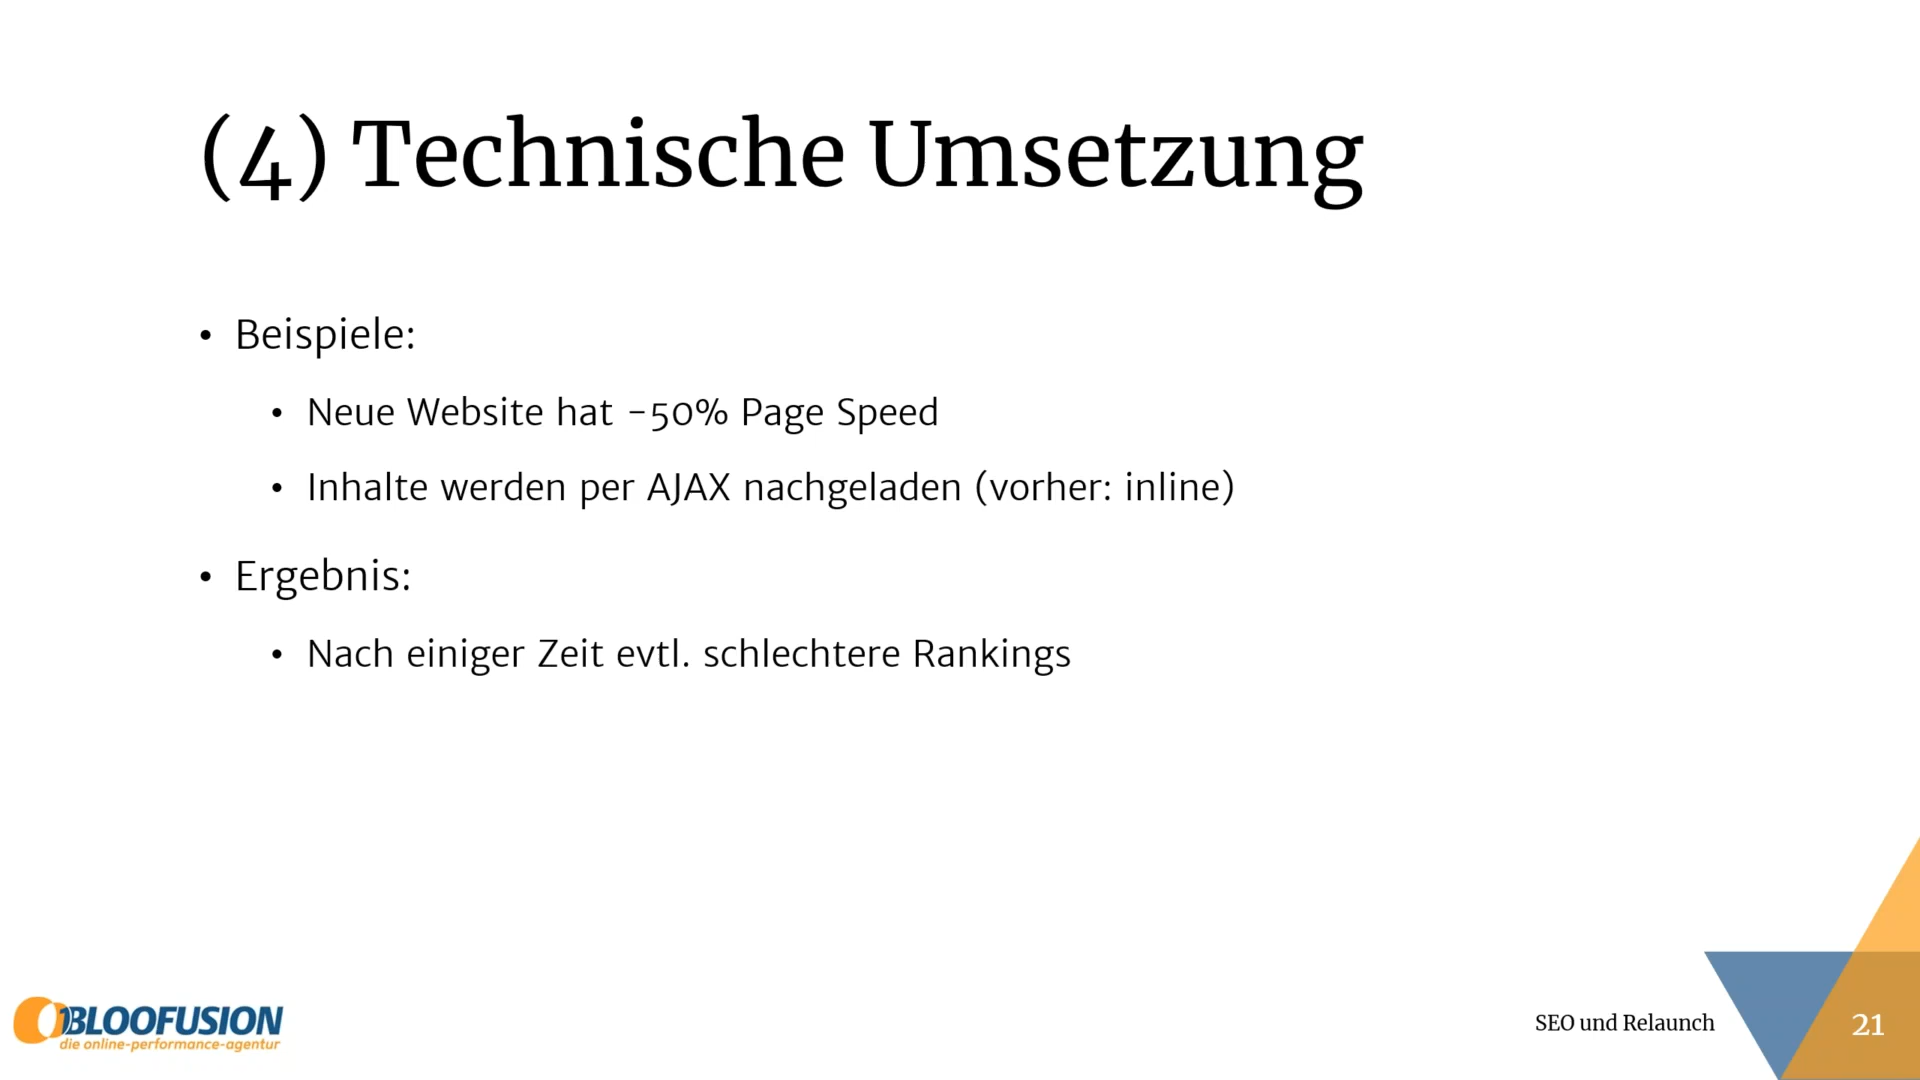 (4) Technische Umsetzung
• Beispiele:
• Neue Website hat -50% Page Speed
• Inhalte werden per AJAX nachgeladen (vorher: inline)
• Ergebnis:
• Nach einiger Zeit evtl. schlechtere Rankings
BLOOFUSION
die online-performance-agentur
SEO und Relaunch
21